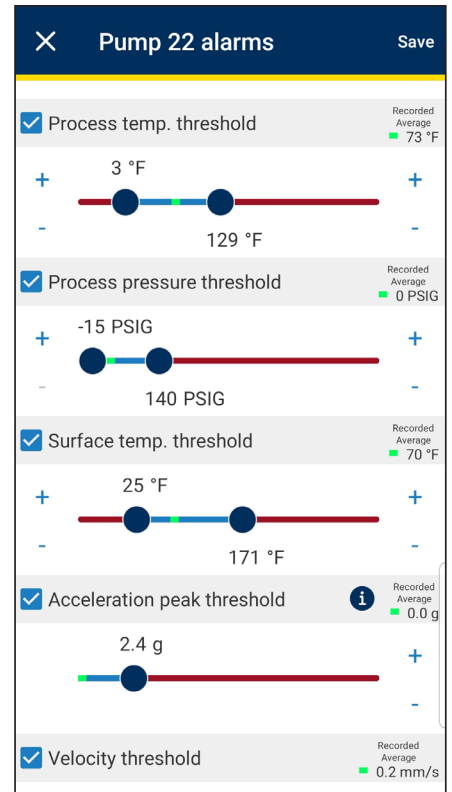 Pump 22 alarms
Save
Process temp. threshold
Recorded
Average
73 °F
3 °F
+
+
-
-
129 °F
Process pressure threshold
Recorded
Average
0 PSIG
-15 PSIG
+
+
-
-
140 PSIG
Surface temp. threshold
Recorded
Average
70 °F
25 °F
+
+
-
-
171 °F
Acceleration peak threshold
i
Recorded
Average
0.0 g
2.4 g
+
-
Velocity threshold
Recorded
Average
0.2 mm/s